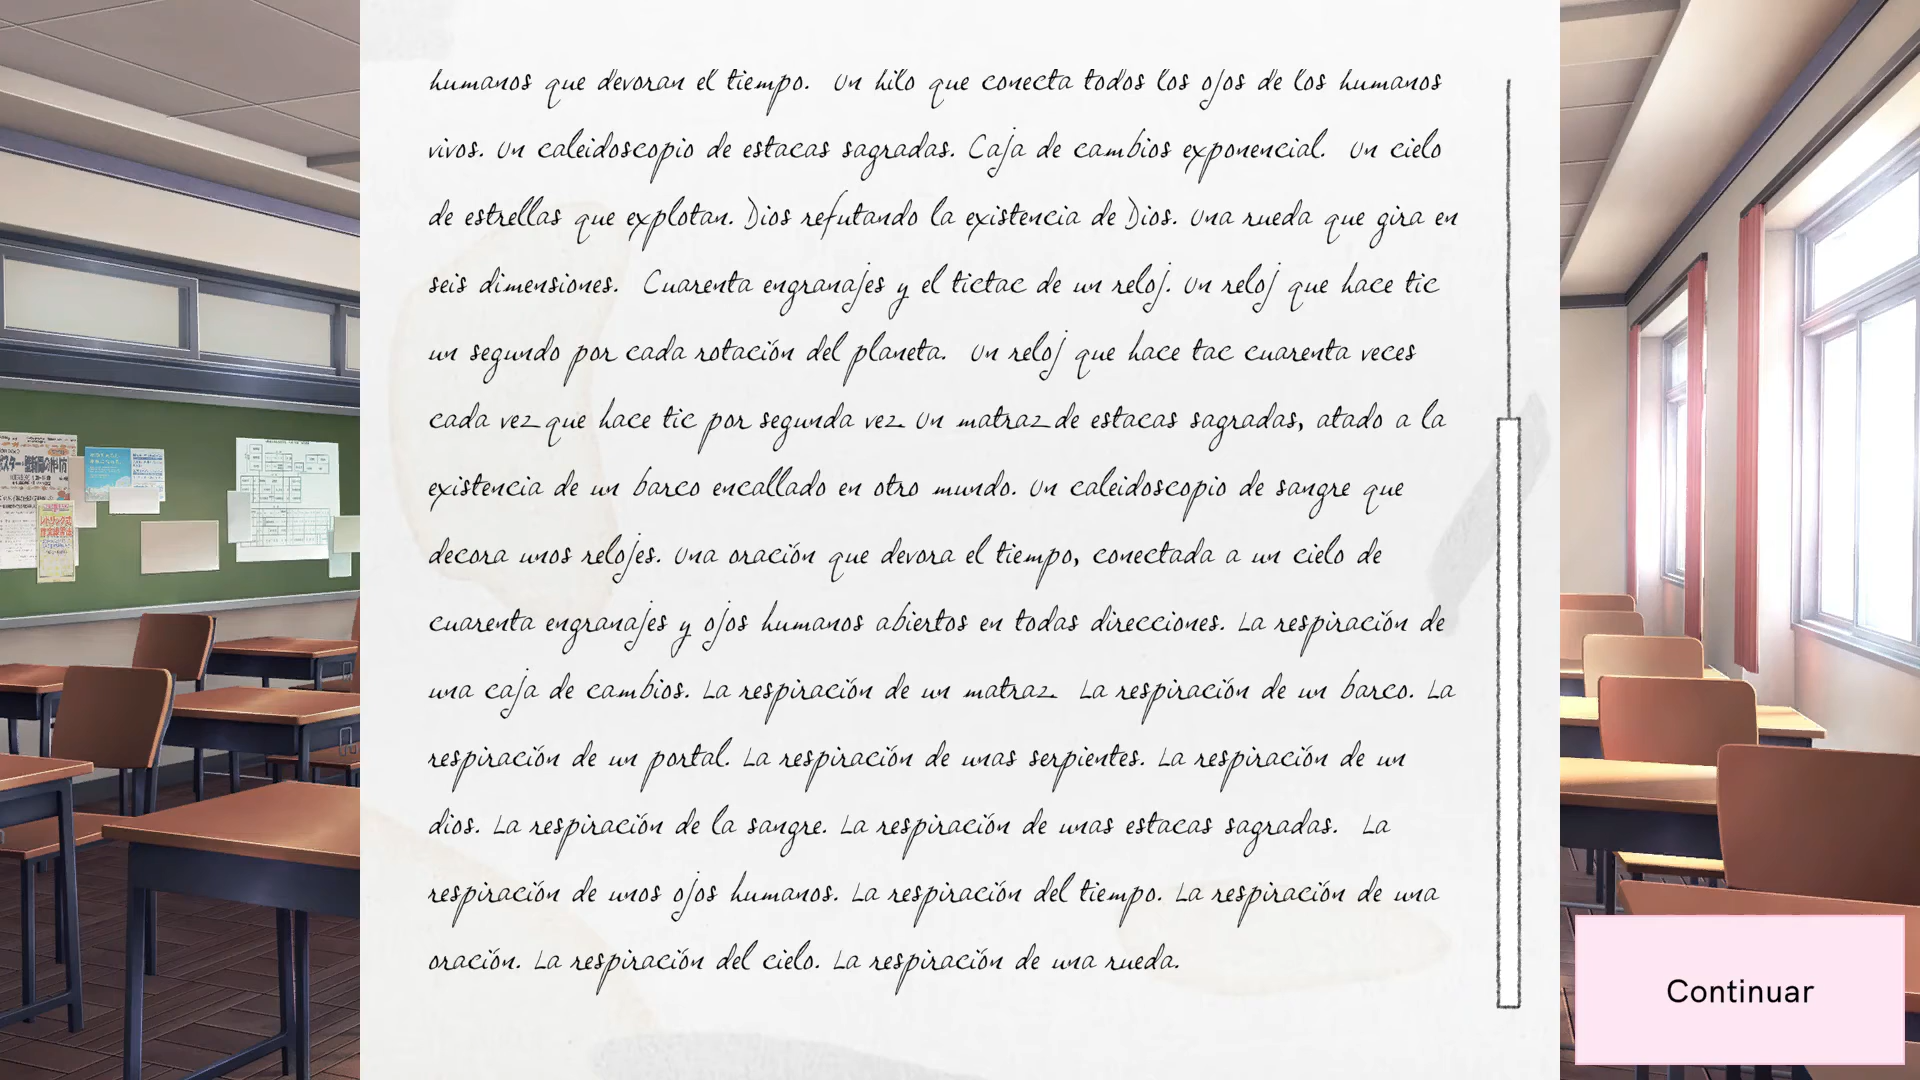 humanos que devoran el tiempo. Un hilo que conecta todos los ojos de los humanos
vivos. Un caleidoscopio de estacas sagradas. Caja de cambios exponencial. Un cielo
de estrellas que explotan. Dios refutando la existencia de Dios. Una rueda que gira en
seis dimensiones. Cuarenta engranajes y el tictac de un reloj. Un reloj que hace tic
un segundo por cada rotación del planeta. Un reloj que hace tac cuarenta veces
cada vez que hace tic por segunda vez Un matraz de estacas sagradas, atado a la
existencia de un barco encallado en otro mundo. Un caleidoscopio de sangre que
decora unos relojes. Una oración que devora el tiempo, conectada a un cielo de
cuarenta engranajes y ojos humanos abiertos en todas direcciones. La respiración de
una caja de cambios. La respiración de un matraz La respiración de un barco. La
respiración de un portal. La respiración de unas serpientes. La respiración de un
dios. La respiración de la sangre. La respiración de unas estacas sagradas. La
respiración de unos ojos humanos. La respiración del tiempo. La respiración de una
oración. La respiración del cielo. La respiración de una rueda.
Continuar